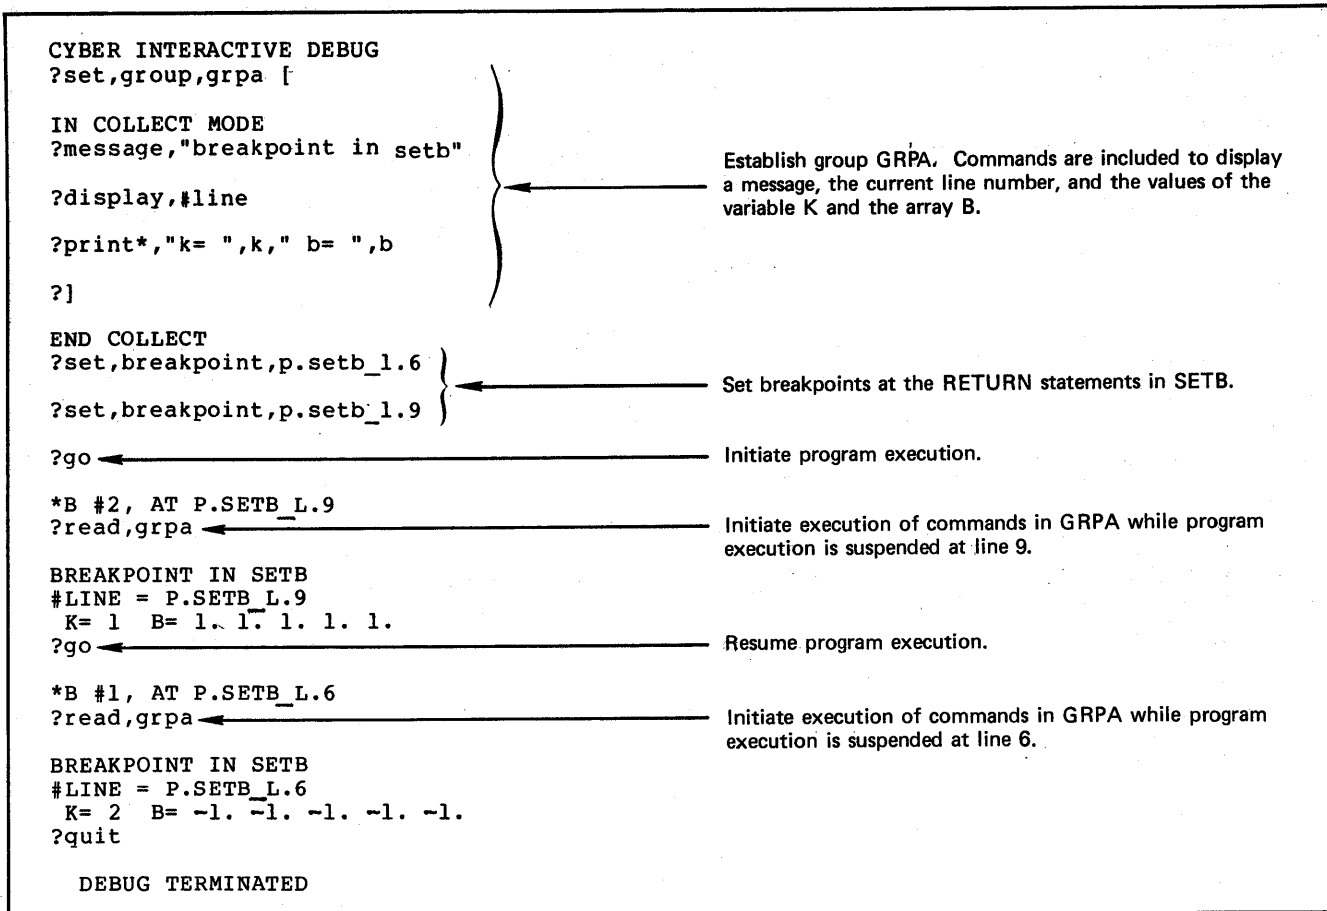 CYBER INTERACTIVE DEBUG
?set,group,grpa [
IN COLLECT MODE
?message,"breakpoint in setb"
?display,#line
?print*,"k= ",k," b= ",b
?]
Establish group GRPA. Commands are included to display
a message, the current line number, and the values of the
variable K and the array B.
END COLLECT
?set,breakpoint,p.setb_l.6
?set,breakpoint,p.setb_l.9
Set breakpoints at the RETURN statements in SETB.
?go
Initiate program execution.
*B #2, AT P.SETB_L.9
?read,grpa
Initiate execution of commands in GRPA while program
execution is suspended at line 9.
BREAKPOINT IN SETB
#LINE = P.SETB_L.9
K= 1 B= 1. 1. 1. 1. 1.
?go
Resume program execution.
*B #1, AT P.SETB_L.6
?read,grpa
Initiate execution of commands in GRPA while program
execution is suspended at line 6.
BREAKPOINT IN SETB
#LINE = P.SETB_L.6
K= 2 B= -1. -1. -1. -1. -1.
?quit
DEBUG TERMINATED